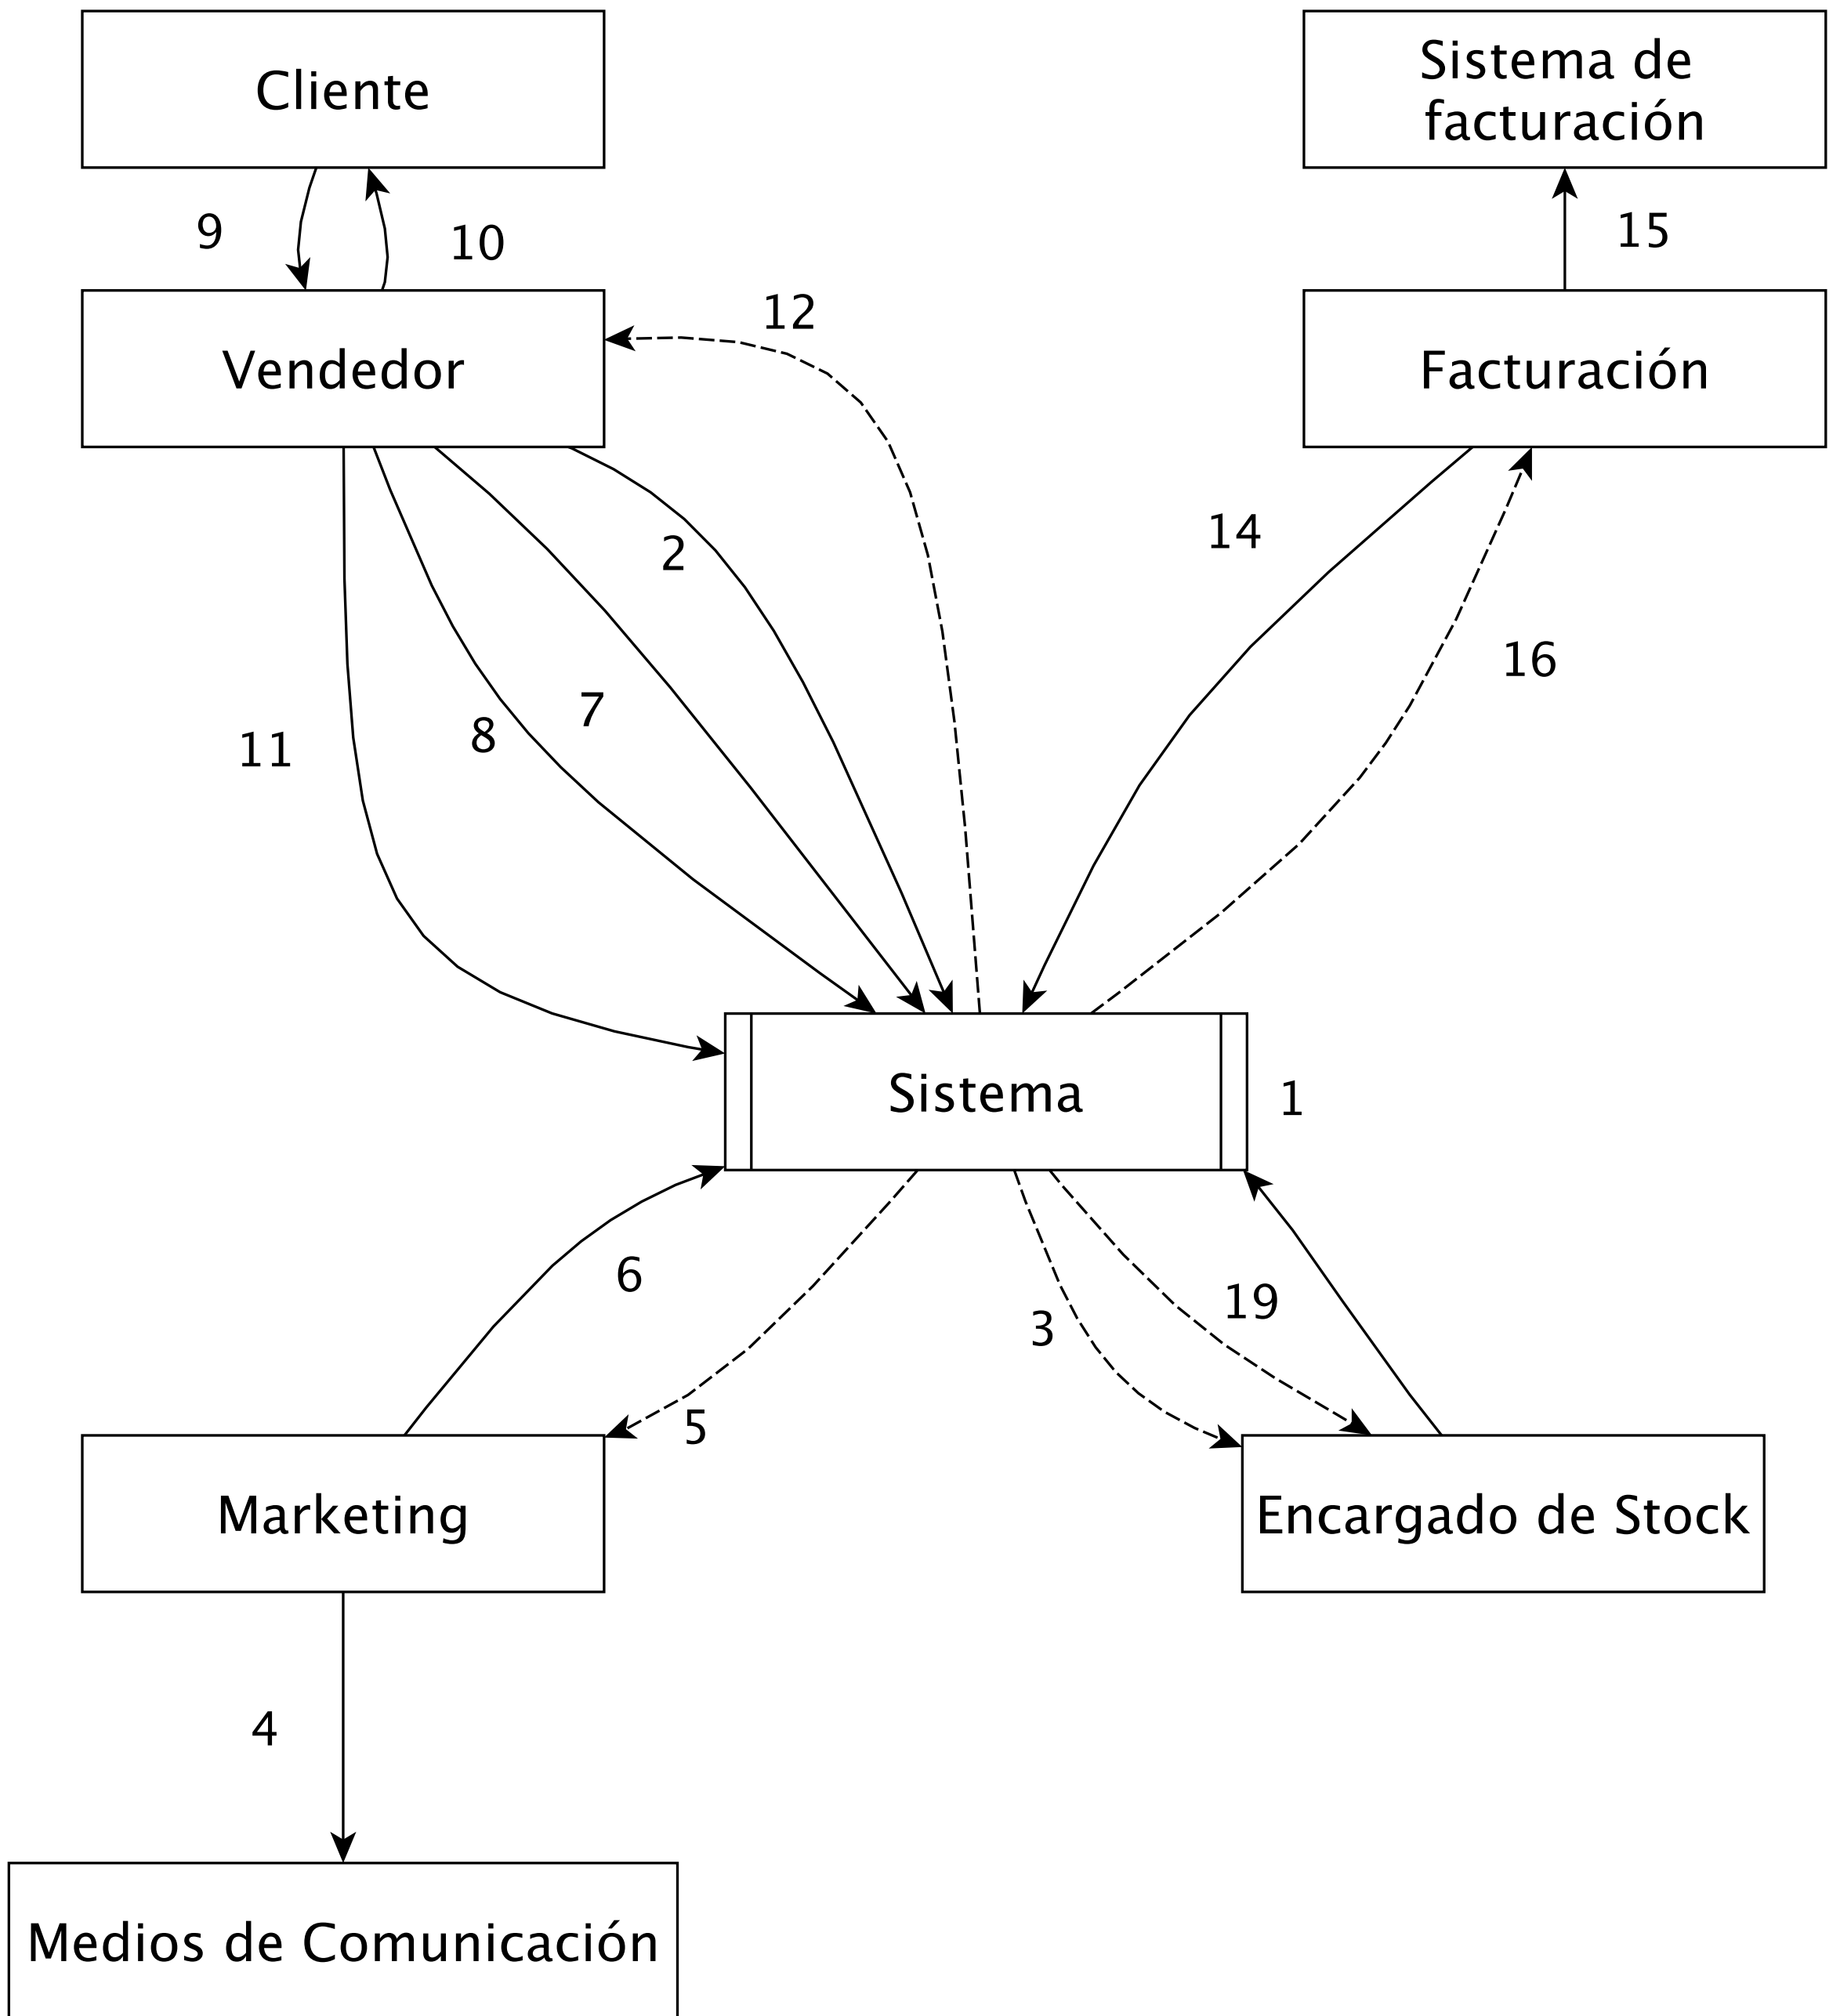 Cliente
Sistema de
facturación
9
10
15
12
Vendedor
Facturación
2
14
16
7
8
11
Sistema
1
6
19
3
5
Marketing
Encargado de Stock
4
Medios de Comunicación